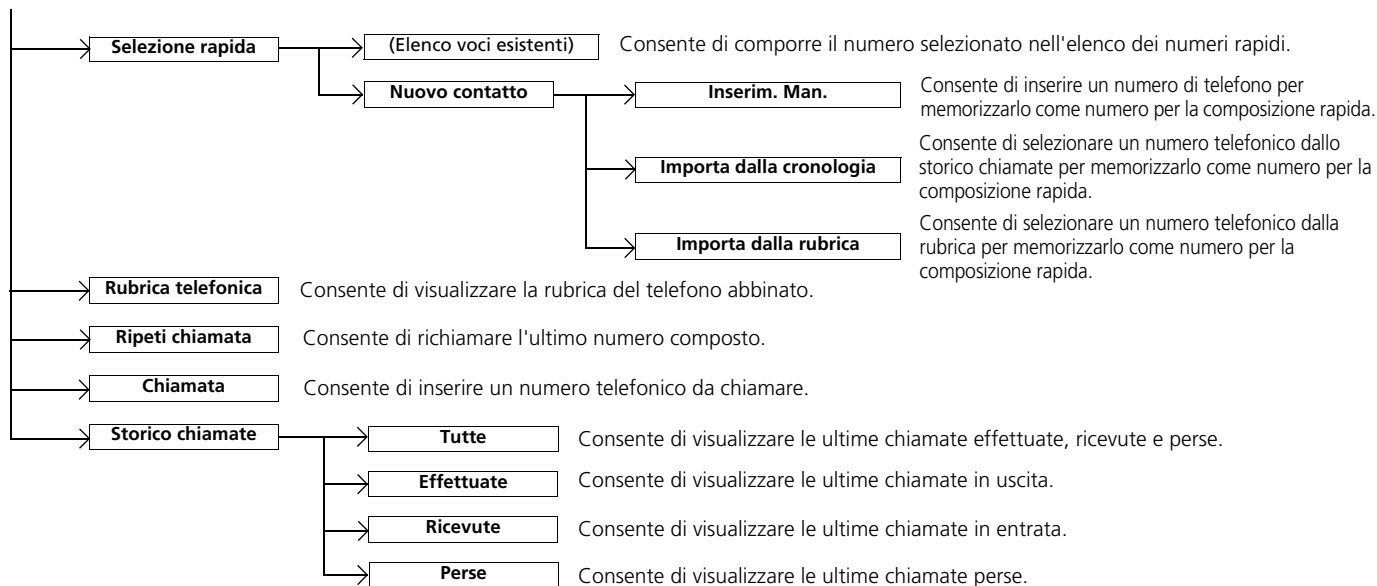 Selezione rapida
(Elenco voci esistenti)
Consente di comporre il numero selezionato nell'elenco dei numeri rapidi.
Nuovo contatto
Inserim. Man.
Consente di inserire un numero di telefono per
memorizzarlo come numero per la composizione rapida.
Importa dalla cronologia
Consente di selezionare un numero telefonico dallo
storico chiamate per memorizzarlo come numero per la
composizione rapida.
Importa dalla rubrica
Consente di selezionare un numero telefonico dalla
rubrica per memorizzarlo come numero per la
composizione rapida.
Rubrica telefonica
Consente di visualizzare la rubrica del telefono abbinato.
Ripeti chiamata
Consente di richiamare l'ultimo numero composto.
Chiamata
Consente di inserire un numero telefonico da chiamare.
Storico chiamate
Tutte
Consente di visualizzare le ultime chiamate effettuate, ricevute e perse.
Effettuate
Consente di visualizzare le ultime chiamate in uscita.
Ricevute
Consente di visualizzare le ultime chiamate in entrata.
Perse
Consente di visualizzare le ultime chiamate perse.